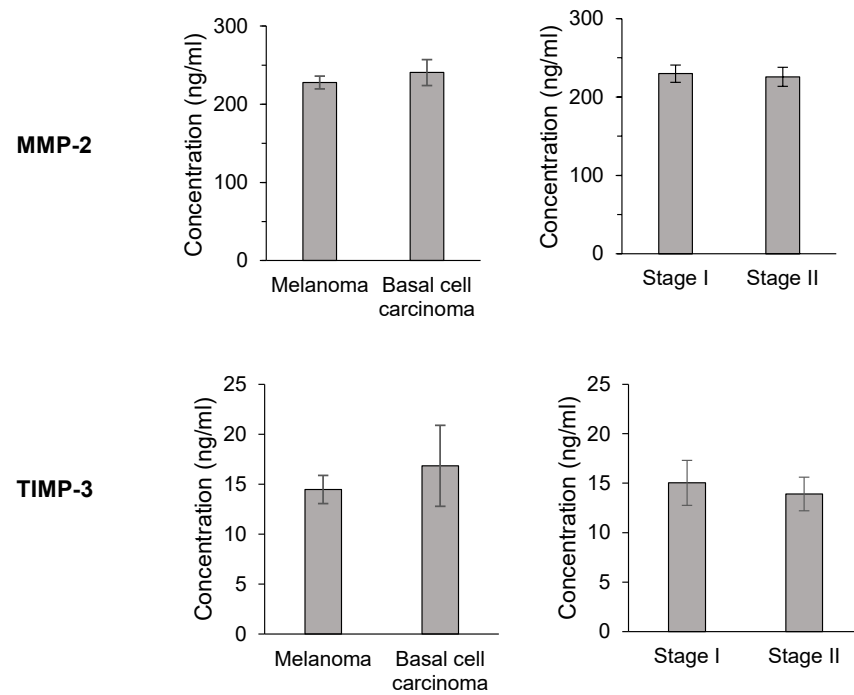 MMP-2
Concentration (ng/ml)
300
200
100
0
Melanoma
Basal cell
carcinoma
Concentration (ng/ml)
300
200
100
0
Stage I
Stage II
TIMP-3
Concentration (ng/ml)
25
20
15
10
5
0
Melanoma
Basal cell
carcinoma
Concentration (ng/ml)
25
20
15
10
5
0
Stage I
Stage II